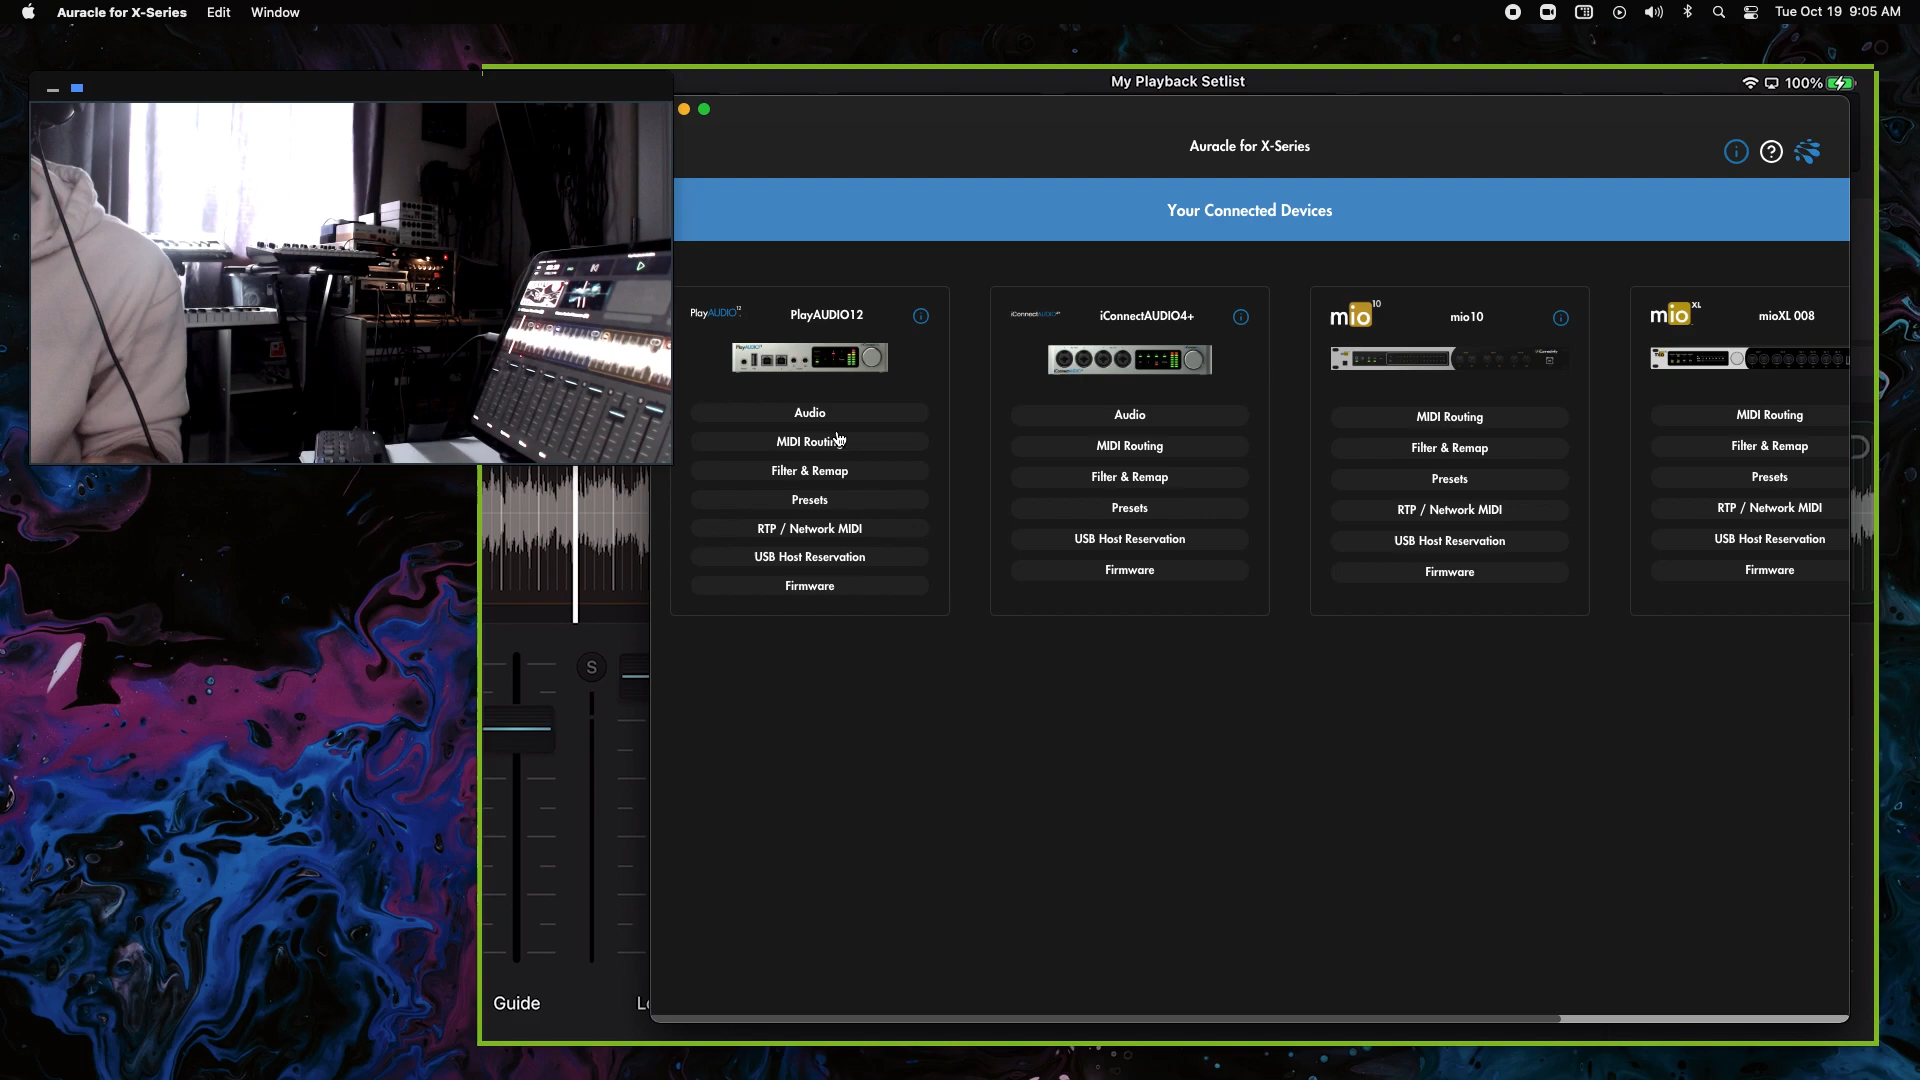 Auracle for X-Series Edit Window
Tue Oct 19 9:05 AM
My Playback Setlist
100%
Auracle for X-Series
Your Connected Devices
PlayAUDIO12 PlayAUDIO12
Audio
MIDI Routing
Filter & Remap
Presets
RTP / Network MIDI
USB Host Reservation
Firmware
iConnectAUDIO4+
Audio
MIDI Routing
Filter & Remap
Presets
USB Host Reservation
Firmware
mio10 mio10
MIDI Routing
Filter & Remap
Presets
RTP / Network MIDI
USB Host Reservation
Firmware
mioXL mioXL 008
MIDI Routing
Filter & Remap
Presets
RTP / Network MIDI
USB Host Reservation
Firmware
S
Guide